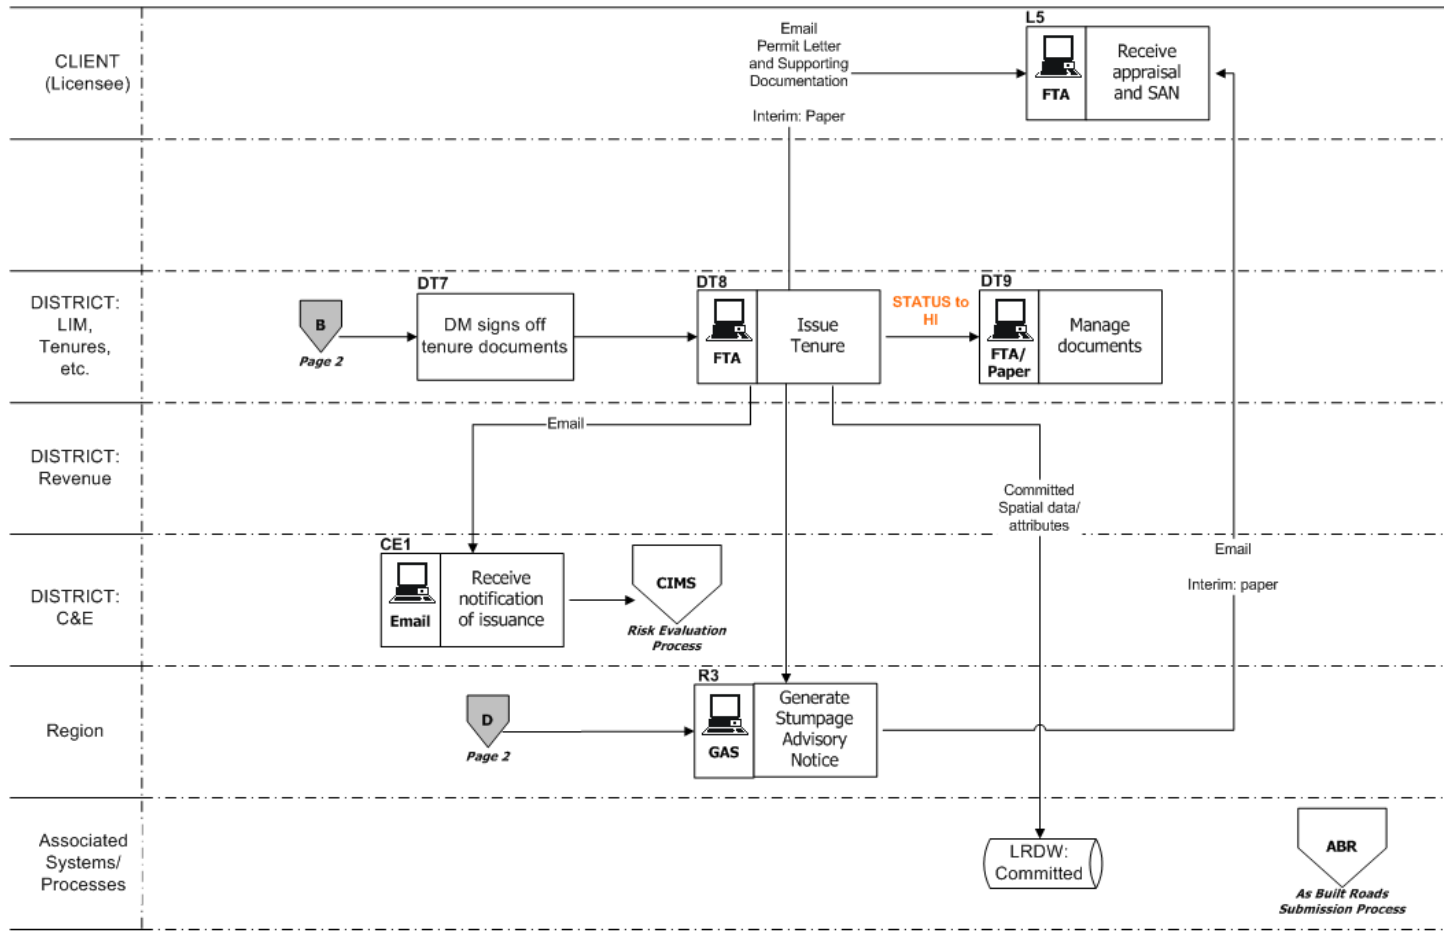 CLIENT
(Licensee)
Email
Permit Letter
and Supporting
Documentation
Interim: Paper
L5
FTA
Receive
appraisal
and SAN
DISTRICT:
LIM,
Tenures,
etc.
B
Page 2
DT7
DM signs off
tenure documents
DT8
FTA
Issue
Tenure
STATUS to
HI
DT9
FTA/
Paper
Manage
documents
DISTRICT:
Revenue
Email
Committed
Spatial data/
attributes
DISTRICT:
C&E
CE1
Email
Receive
notification
of issuance
CIMS
Risk Evaluation
Process
Email
Interim: paper
Region
D
Page 2
R3
GAS
Generate
Stumpage
Advisory
Notice
Associated
Systems/
Processes
LRDW:
Committed
ABR
As Built Roads
Submission Process